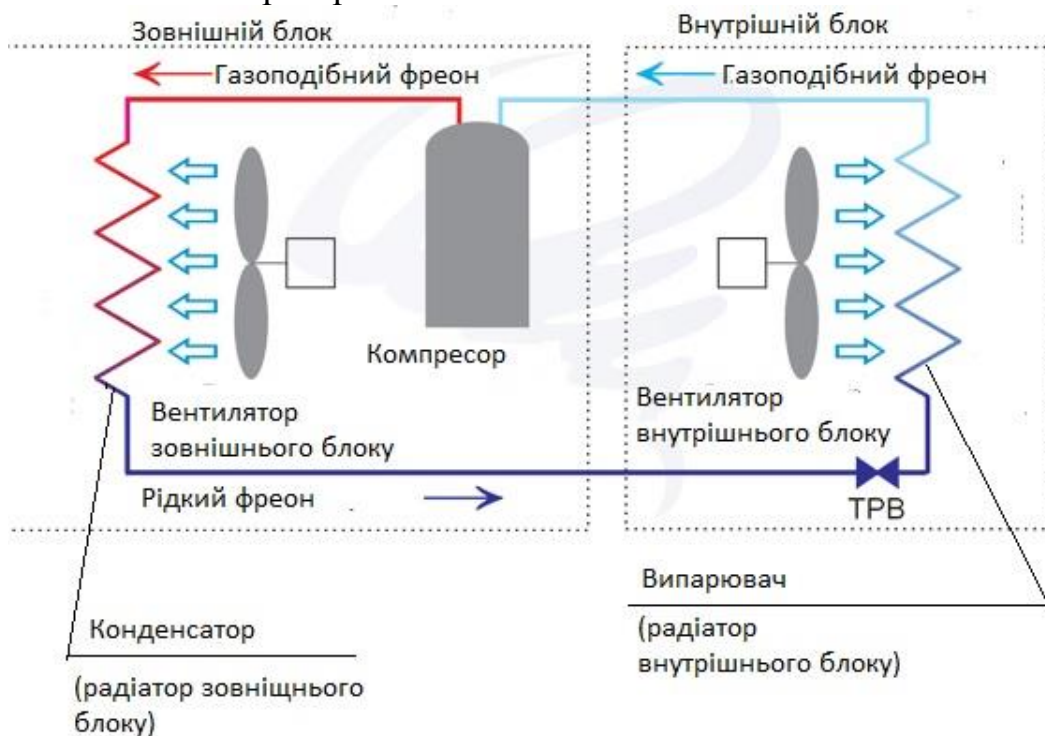 Зовнішній блок
Внутрішній блок
Газоподібний фреон
Газоподібний фреон
Компресор
Вентилятор
зовнішнього блоку
Вентилятор
внутрішнього блоку
Рідкий фреон
ТРВ
Конденсатор
(радіатор зовніщнього
блоку)
Випарювач
(радіатор
внутрішнього блоку)